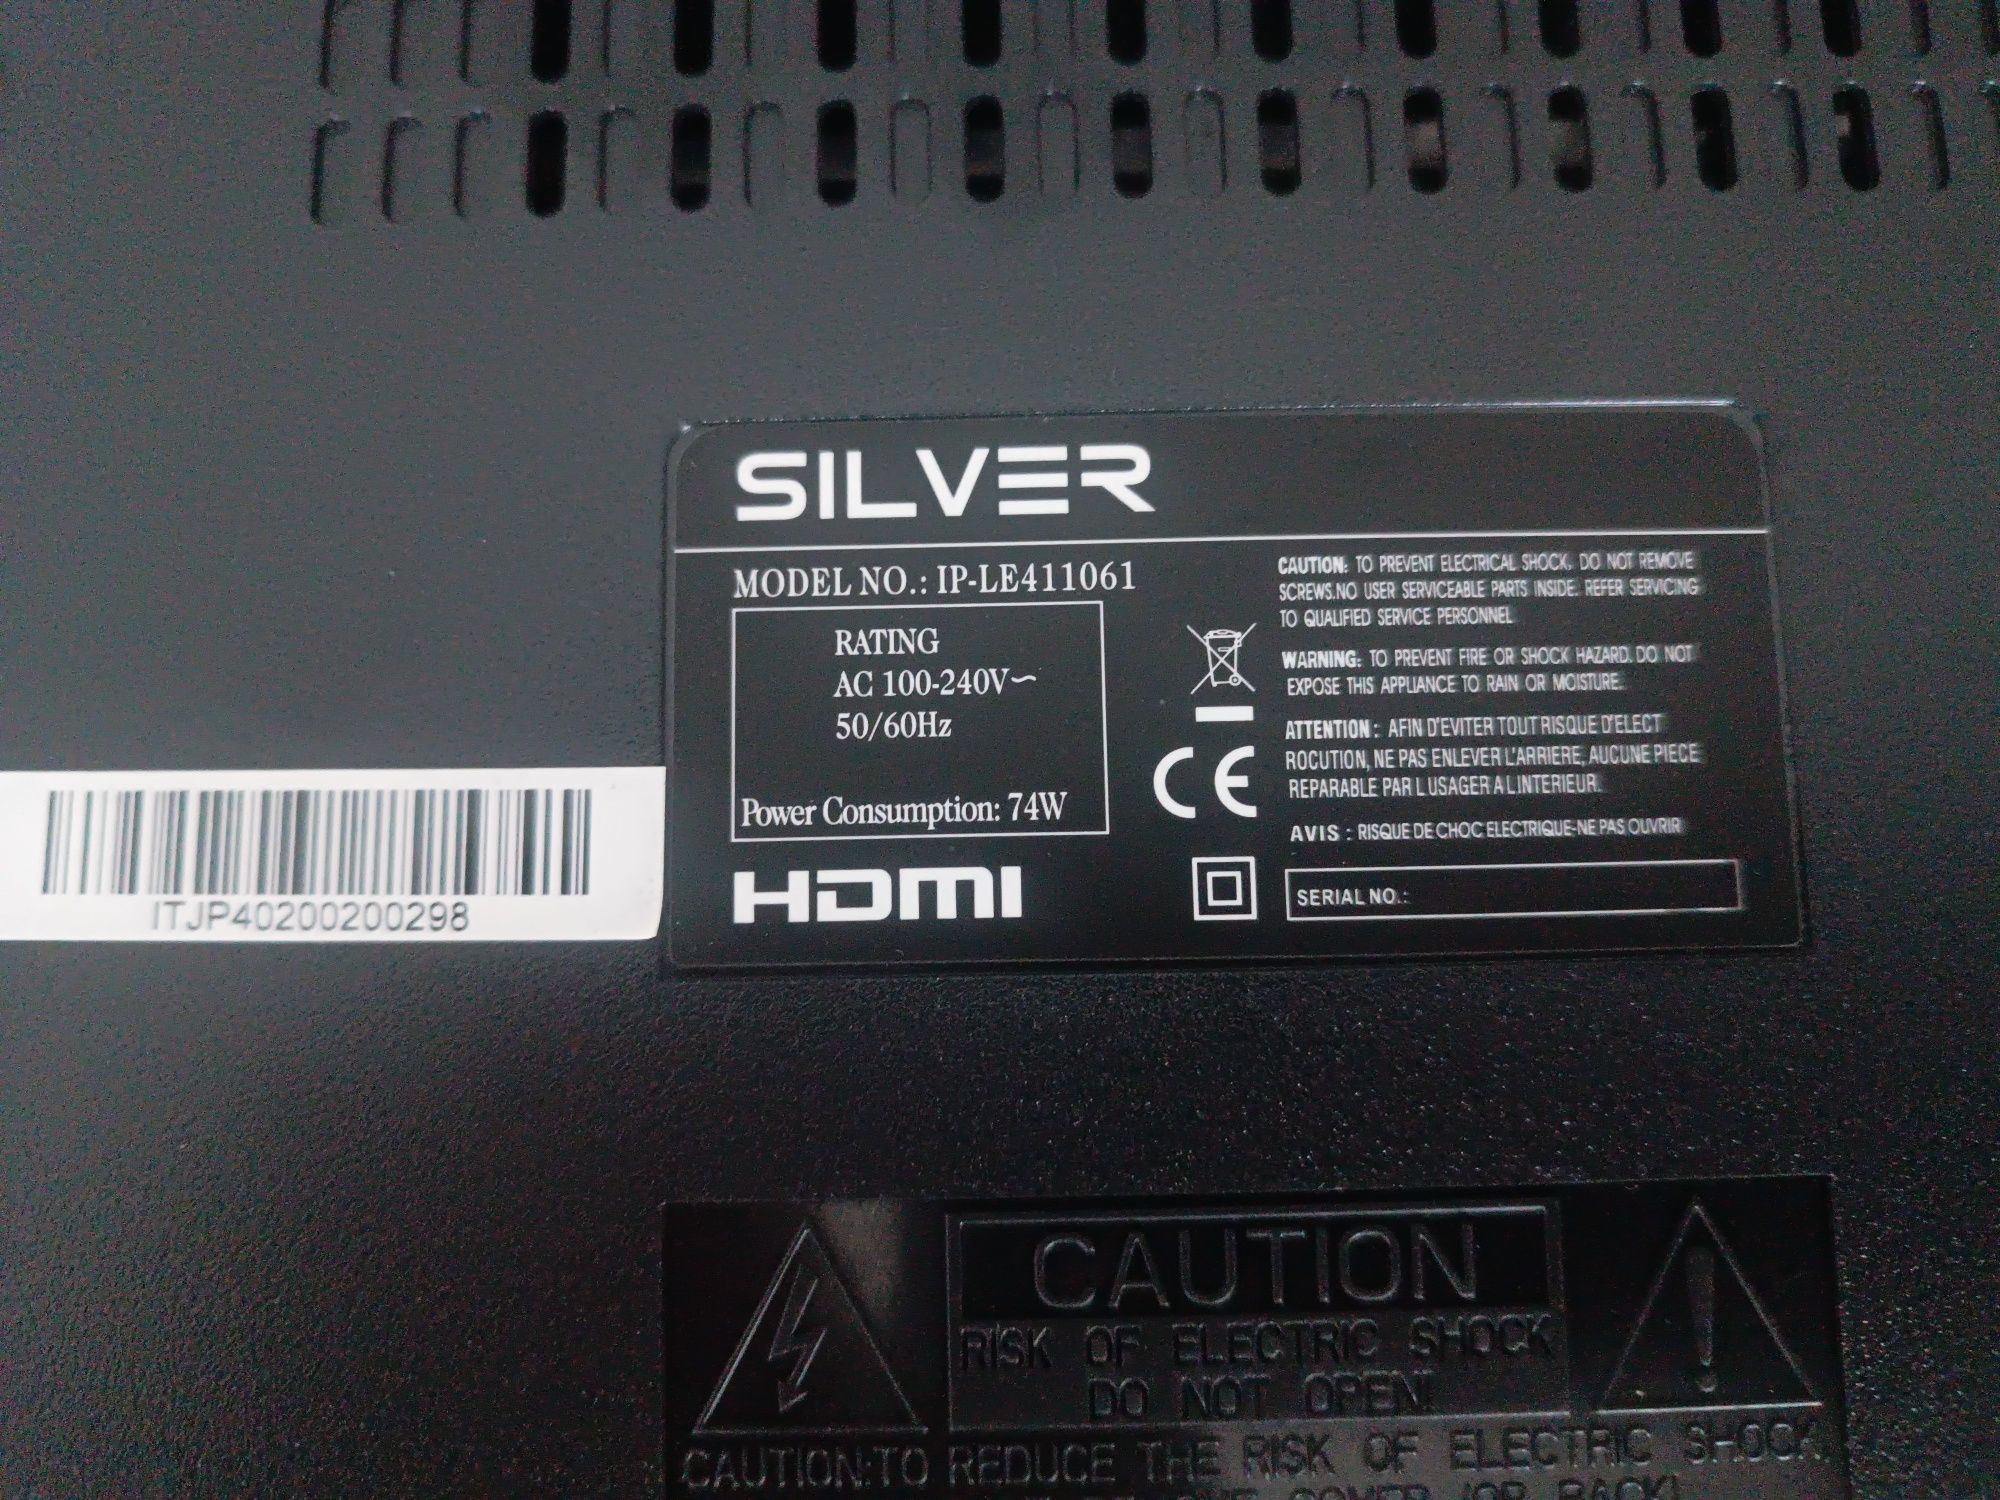 SILVER
MODEL NO.: IP-LE411061
RATING
AC 100-240V~
50/60Hz
Power Consumption: 74W
HDMI
CE
CAUTION: TO PREVENT ELECTRICAL SHOCK, DO NOT REMOVE
SCREWS.NO USER SERVICEABLE PARTS INSIDE. REFER SERVICING
TO QUALIFIED SERVICE PERSONNEL
WARNING: TO PREVENT FIRE OR SHOCK HAZARD. DO NOT
EXPOSE THIS APPLIANCE TO RAIN OR MOISTURE.
ATTENTION : AFIN D'EVITER TOUT RISQUE D'ELECT
ROCUTION, NE PAS ENLEVER L'ARRIERE, AUCUNE PIECE
REPARABLE PAR L USAGER A L'INTERIEUR.
AVIS : RISQUE DE CHOC ELECTRIQUE-NE PAS OUVRIR
SERIAL NO.:
ITJP40200200298
CAUTION
RISK OF ELECTRIC SHOCK
DO NOT OPEN!
CAUTION:TO REDUCE THE RISK OF ELECTRIC SHOCK,
COVER (OR BACK)